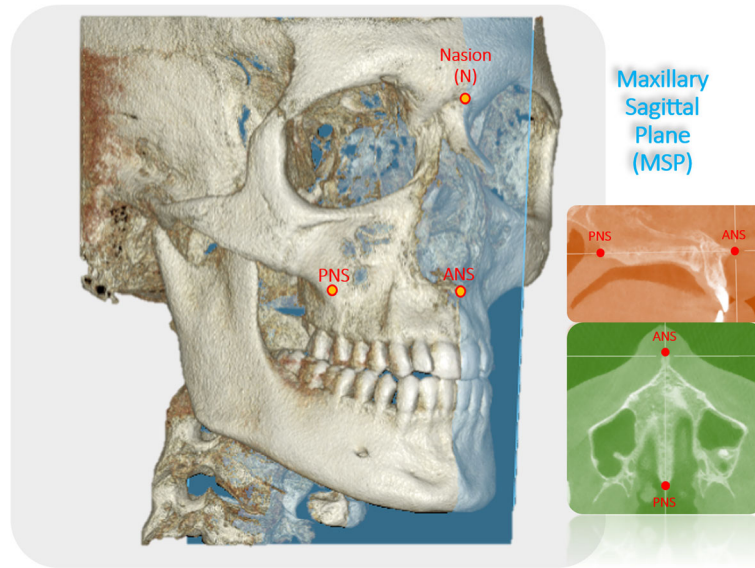 Nasion
(N)
Maxillary
Sagittal
Plane
(MSP)
PNS
ANS
PNS
ANS
ANS
PNS